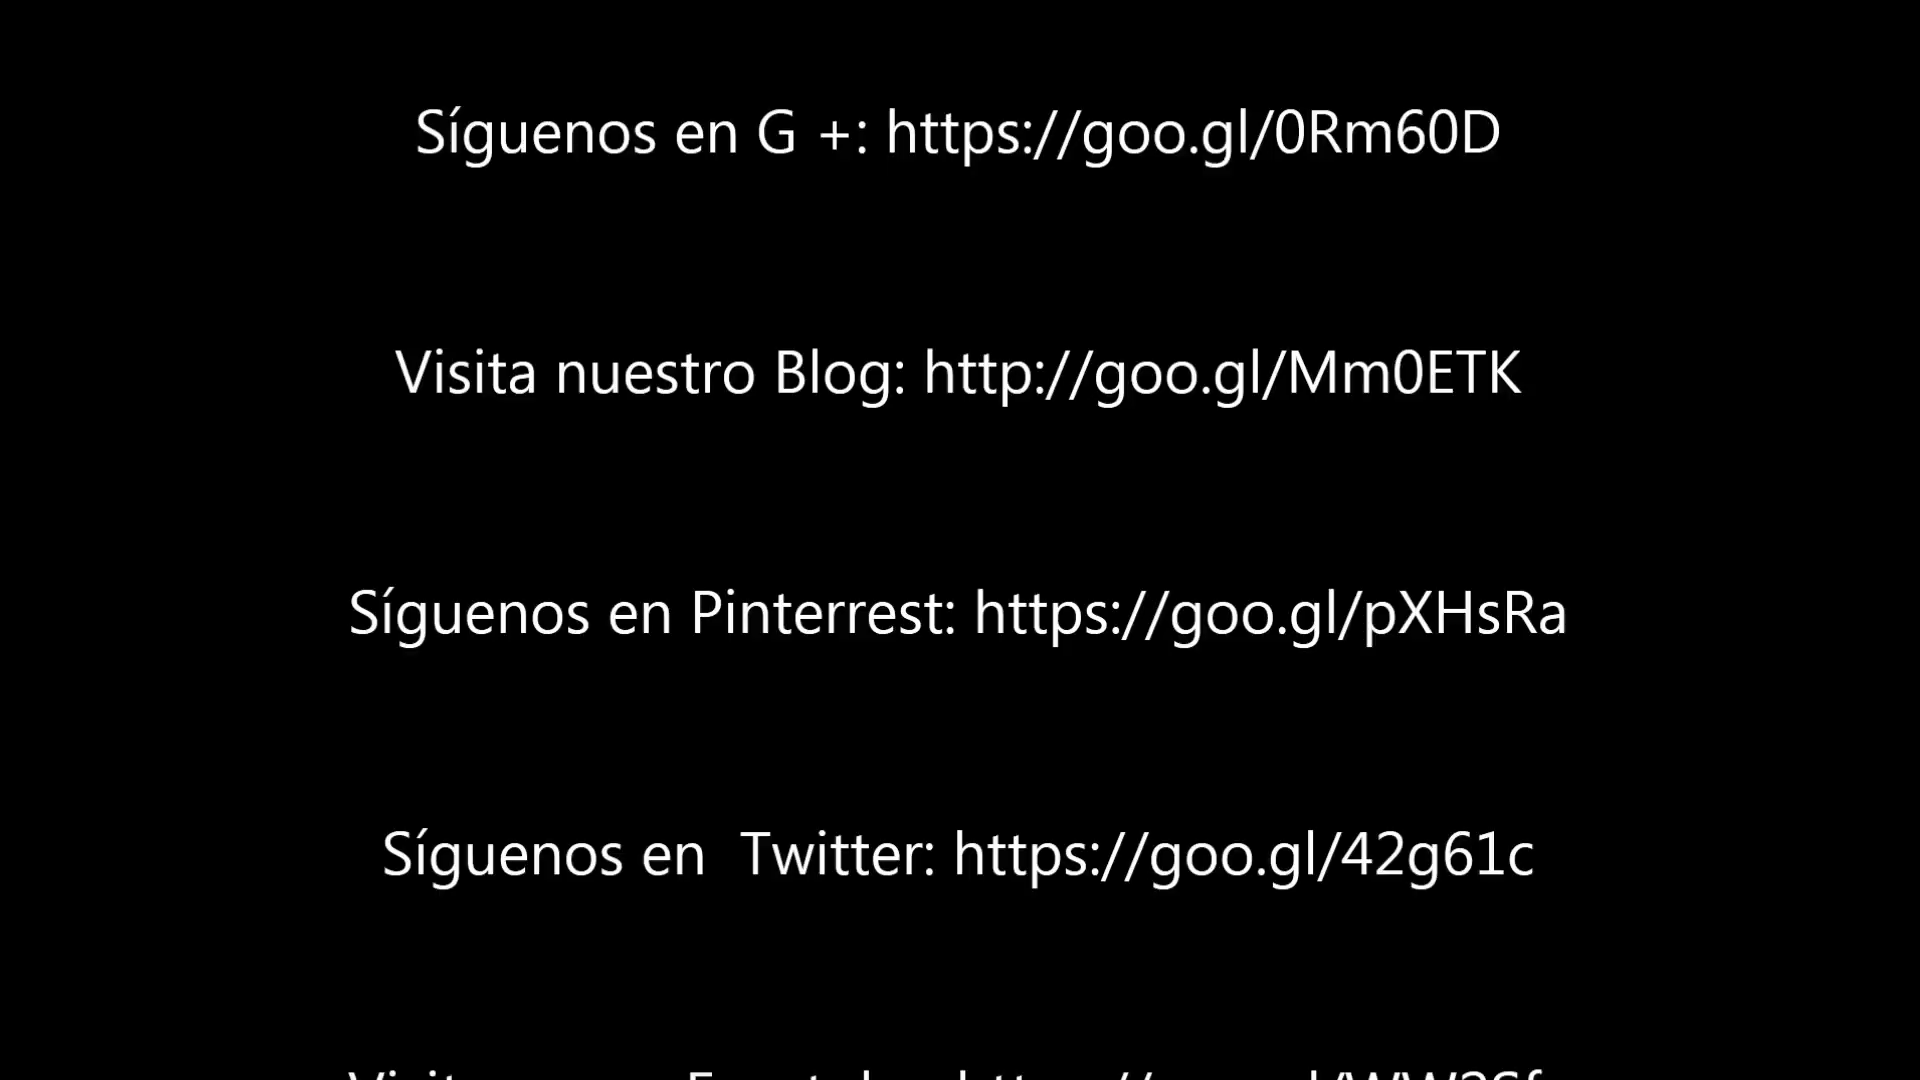 Síguenos en G +: https://goo.gl/0Rm60D
Visita nuestro Blog: http://goo.gl/Mm0ETK
Síguenos en Pinterrest: https://goo.gl/pXHsRa
Síguenos en  Twitter: https://goo.gl/42g61c